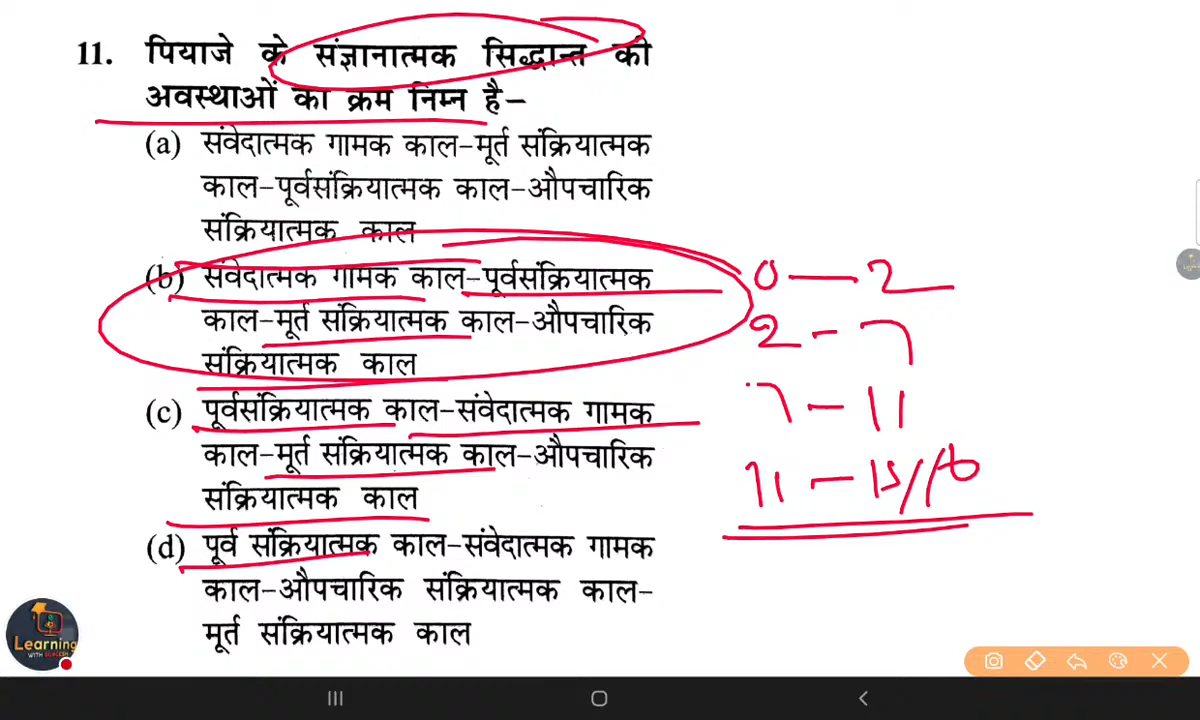 11. पियाजे के संज्ञानात्मक सिद्धान्त की
अवस्थाओं का क्रम निम्न है–
(a) संवेदात्मक गामक काल–मूर्त संक्रियात्मक
काल–पूर्वसंक्रियात्मक काल–औपचारिक
संक्रियात्मक काल
(b) संवेदात्मक गामक काल–पूर्वसंक्रियात्मक
काल–मूर्त संक्रियात्मक काल–औपचारिक
संक्रियात्मक काल
(c) पूर्वसंक्रियात्मक काल–संवेदात्मक गामक
काल–मूर्त संक्रियात्मक काल–औपचारिक
संक्रियात्मक काल
(d) पूर्व संक्रियात्मक काल–संवेदात्मक गामक
काल–औपचारिक संक्रियात्मक काल–
मूर्त संक्रियात्मक काल
0 — 2
2 - 7
7 - 11
11 - 15/16
Learning